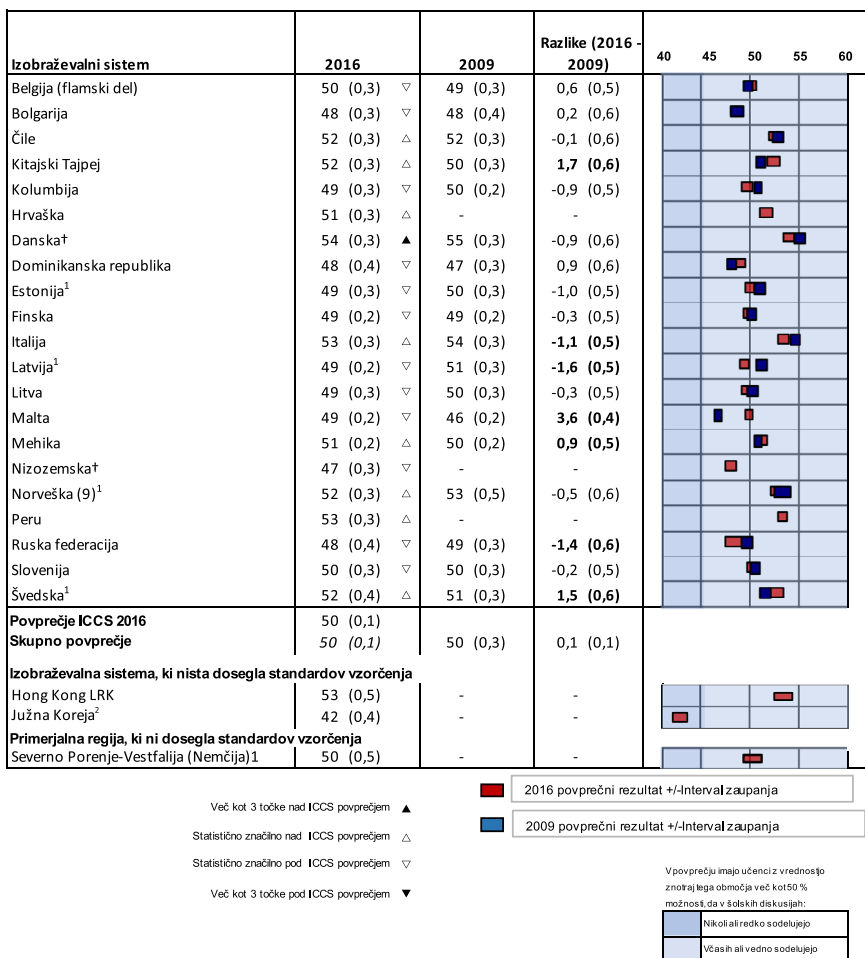 Razlike (2016 -
Izobraževalni sistem 2016 2009 2009) 40 45 50 55 60
Belgija (flamski del) 50 (0,3) ▽ 49 (0,3) 0,6 (0,5)
Bolgarija 48 (0,3) ▽ 48 (0,4) 0,2 (0,6)
Čile 52 (0,3) △ 52 (0,3) -0,1 (0,6)
Kitajski Tajpej 52 (0,3) △ 50 (0,3) 1,7 (0,6)
Kolumbija 49 (0,3) ▽ 50 (0,2) -0,9 (0,5)
Hrvaška 51 (0,3) △ - -
Danska† 54 (0,3) ▲ 55 (0,3) -0,9 (0,6)
Dominikanska republika 48 (0,4) ▽ 47 (0,3) 0,9 (0,6)
Estonija¹ 49 (0,3) ▽ 50 (0,3) -1,0 (0,5)
Finska 49 (0,2) ▽ 49 (0,2) -0,3 (0,5)
Italija 53 (0,3) △ 54 (0,3) -1,1 (0,5)
Latvija¹ 49 (0,2) ▽ 51 (0,3) -1,6 (0,5)
Litva 49 (0,3) ▽ 50 (0,3) -0,3 (0,5)
Malta 49 (0,2) ▽ 46 (0,2) 3,6 (0,4)
Mehika 51 (0,2) △ 50 (0,2) 0,9 (0,5)
Nizozemska† 47 (0,3) ▽ - -
Norveška (9)¹ 52 (0,3) △ 53 (0,5) -0,5 (0,6)
Peru 53 (0,3) △ - -
Ruska federacija 48 (0,4) ▽ 49 (0,3) -1,4 (0,6)
Slovenija 50 (0,3) ▽ 50 (0,3) -0,2 (0,5)
Švedska¹ 52 (0,4) △ 51 (0,3) 1,5 (0,6)
Povprečje ICCS 2016 50 (0,1)
Skupno povprečje 50 (0,1) 50 (0,3) 0,1 (0,1)
Izobraževalna sistema, ki nista dosegla standardov vzorčenja
Hong Kong LRK 53 (0,5) - -
Južna Koreja² 42 (0,4) - -
Primerjalna regija, ki ni dosegla standardov vzorčenja
Severno Porenje-Vestfalija (Nemčija)1 50 (0,5) - -
Več kot 3 točke nad ICCS povprečjem ▲
Statistično značilno nad ICCS povprečjem △
Statistično značilno pod ICCS povprečjem ▽
Več kot 3 točke pod ICCS povprečjem ▼
2016 povprečni rezultat +/-Interval zaupanja
2009 povprečni rezultat +/-Interval zaupanja
V povprečju imajo učenci z vrednostjo
znotraj tega območja več kot 50 %
možnosti, da v šolskih diskusijah:
Nikoli ali redko sodelujejo
Včasih ali vedno sodelujejo